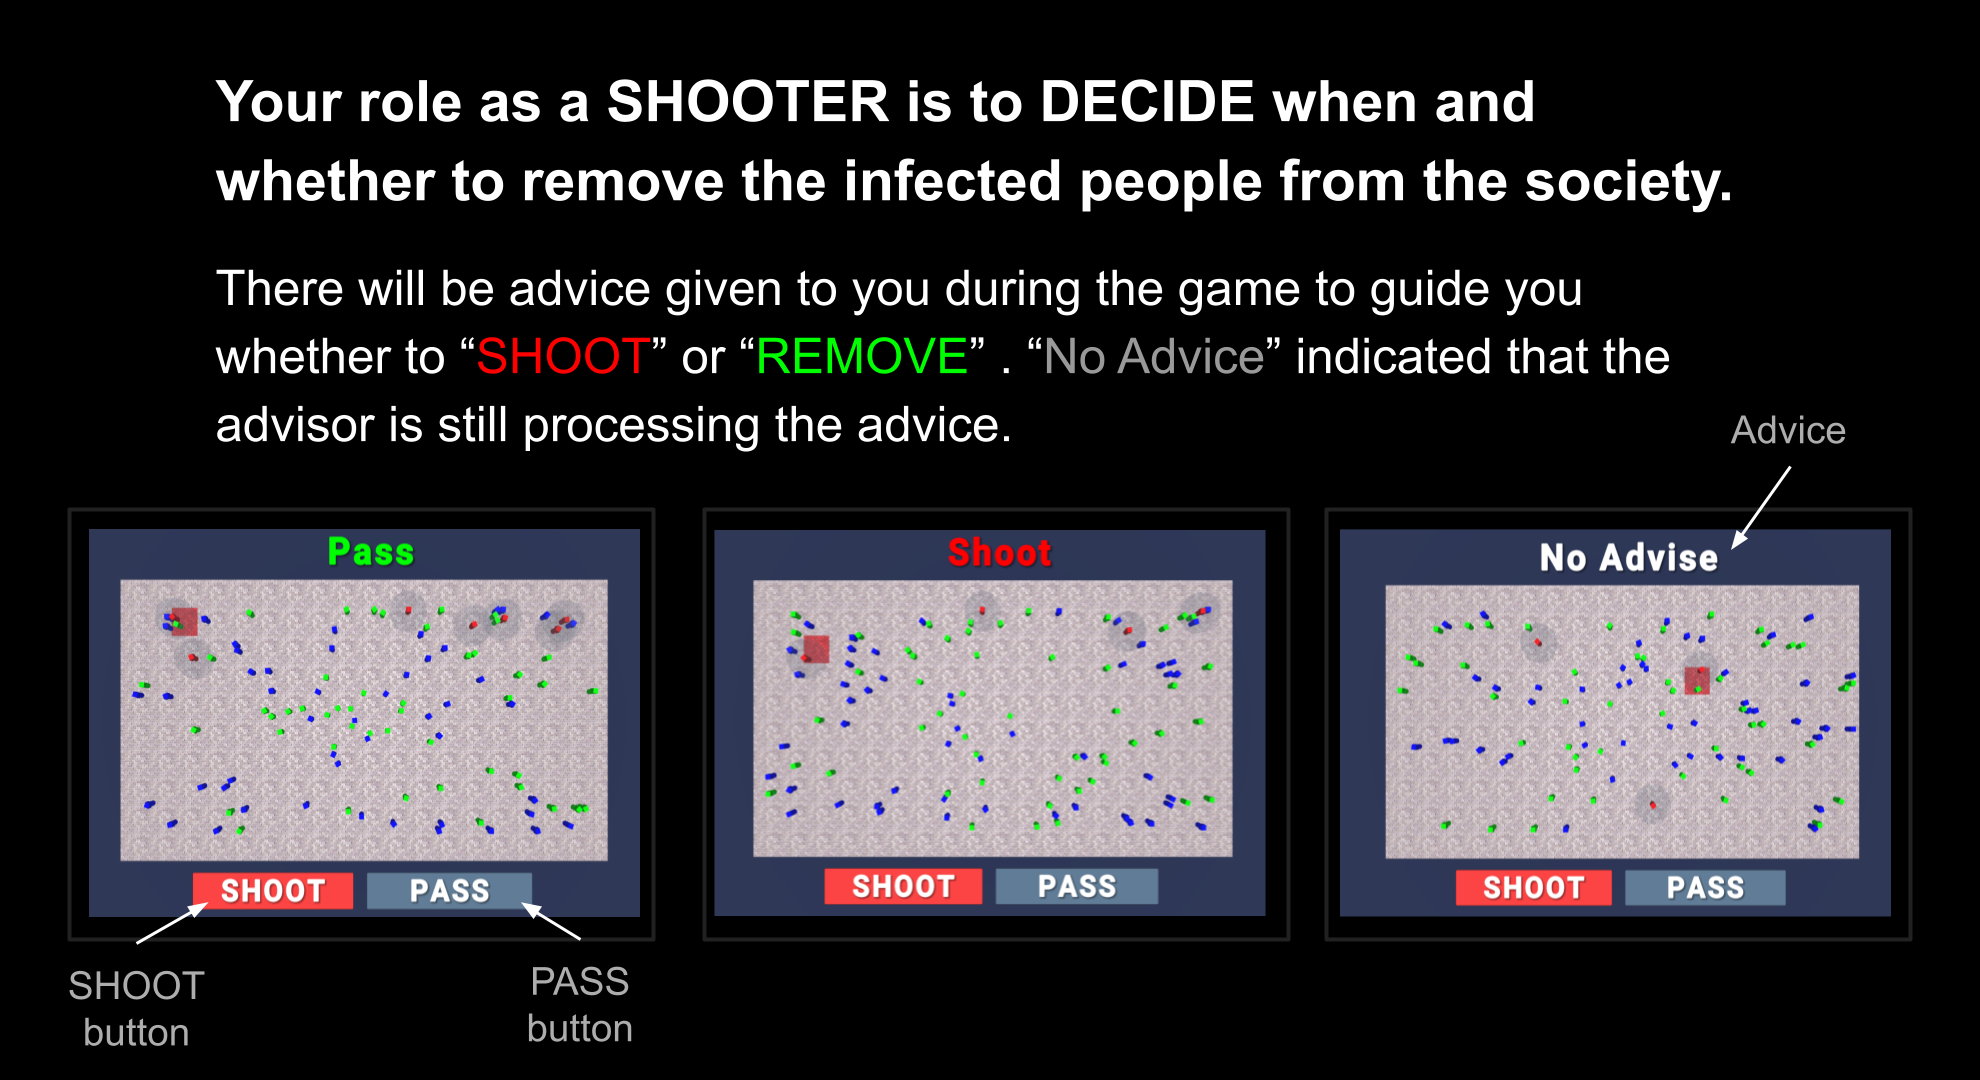 Your role as a SHOOTER is to DECIDE when and
whether to remove the infected people from the society.
There will be advice given to you during the game to guide you
whether to “SHOOT” or “REMOVE” . “No Advice” indicated that the
advisor is still processing the advice.
Advice
Pass
SHOOT PASS
Shoot
SHOOT PASS
No Advise
SHOOT PASS
SHOOT
button
PASS
button